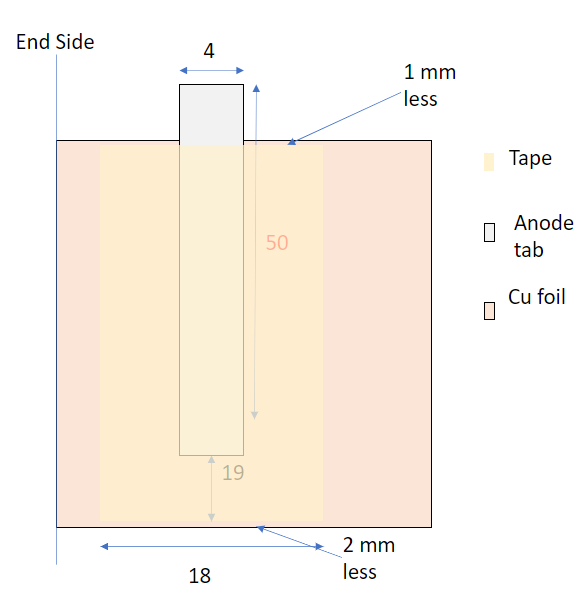 End Side
4
1 mm
less
Tape
Anode
tab
50
Cu foil
19
2 mm
less
18